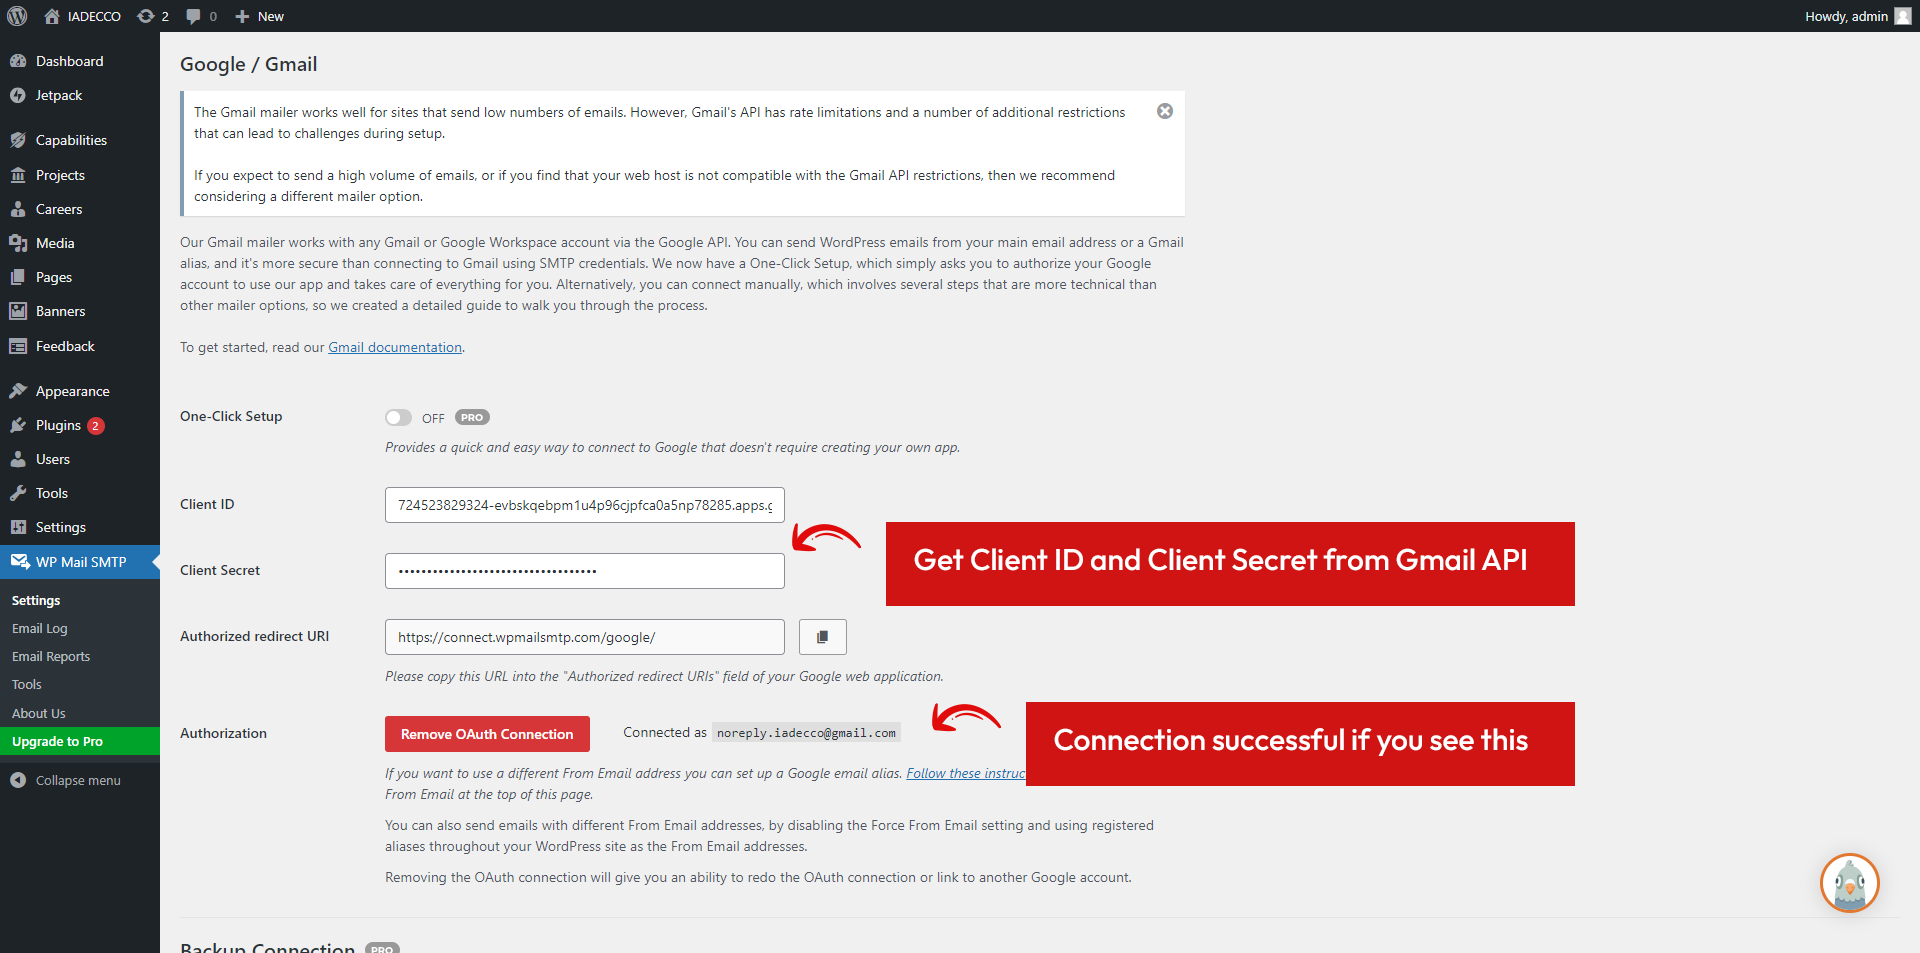 IADECCO 2 0 New Howdy, admin
Dashboard
Jetpack
Capabilities
Projects
Careers
Media
Pages
Banners
Feedback
Appearance
Plugins 2
Users
Tools
Settings
WP Mail SMTP
Settings
Email Log
Email Reports
Tools
About Us
Upgrade to Pro
Collapse menu
Google / Gmail
The Gmail mailer works well for sites that send low numbers of emails. However, Gmail's API has rate limitations and a number of additional restrictions
that can lead to challenges during setup.
If you expect to send a high volume of emails, or if you find that your web host is not compatible with the Gmail API restrictions, then we recommend
considering a different mailer option.
Our Gmail mailer works with any Gmail or Google Workspace account via the Google API. You can send WordPress emails from your main email address or a Gmail
alias, and it's more secure than connecting to Gmail using SMTP credentials. We now have a One-Click Setup, which simply asks you to authorize your Google
account to use our app and takes care of everything for you. Alternatively, you can connect manually, which involves several steps that are more technical than
other mailer options, so we created a detailed guide to walk you through the process.
To get started, read our Gmail documentation.
One-Click Setup OFF PRO
Provides a quick and easy way to connect to Google that doesn't require creating your own app.
Client ID 724523829324-evbskqebpm1u4p96cjpfca0a5np78285.apps.g
Get Client ID and Client Secret from Gmail API
Client Secret •••••••••••••••••••••••••••••••••••
Authorized redirect URI https://connect.wpmailsmtp.com/google/
Please copy this URL into the "Authorized redirect URIs" field of your Google web application.
Authorization Remove OAuth Connection Connected as noreply.iadecco@gmail.com
Connection successful if you see this
If you want to use a different From Email address you can set up a Google email alias. Follow these instruc
From Email at the top of this page.
You can also send emails with different From Email addresses, by disabling the Force From Email setting and using registered
aliases throughout your WordPress site as the From Email addresses.
Removing the OAuth connection will give you an ability to redo the OAuth connection or link to another Google account.
Backup Connection PRO